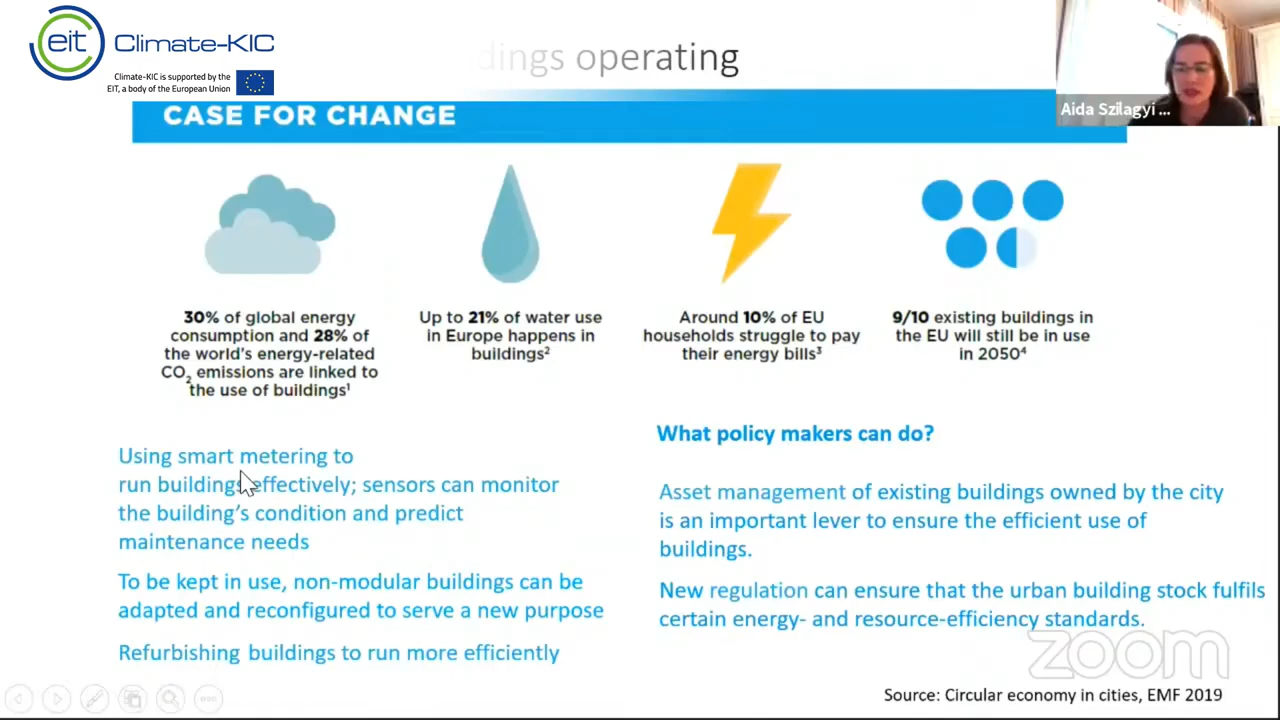 eit Climate-KIC
Climate-KIC is supported by the
EIT, a body of the European Union
operating
Aida Szilagyi ...
CASE FOR CHANGE
30% of global energy
consumption and 28% of
the world's energy-related
CO2 emissions are linked to
the use of buildings1
Up to 21% of water use
in Europe happens in
buildings2
Around 10% of EU
households struggle to pay
their energy bills3
9/10 existing buildings in
the EU will still be in use
in 20504
Using smart metering to
run buildings effectively; sensors can monitor
the building's condition and predict
maintenance needs
To be kept in use, non-modular buildings can be
adapted and reconfigured to serve a new purpose
Refurbishing buildings to run more efficiently
What policy makers can do?
Asset management of existing buildings owned by the city
is an important lever to ensure the efficient use of
buildings.
New regulation can ensure that the urban building stock fulfils
certain energy- and resource-efficiency standards.
zoom
Source: Circular economy in cities, EMF 2019